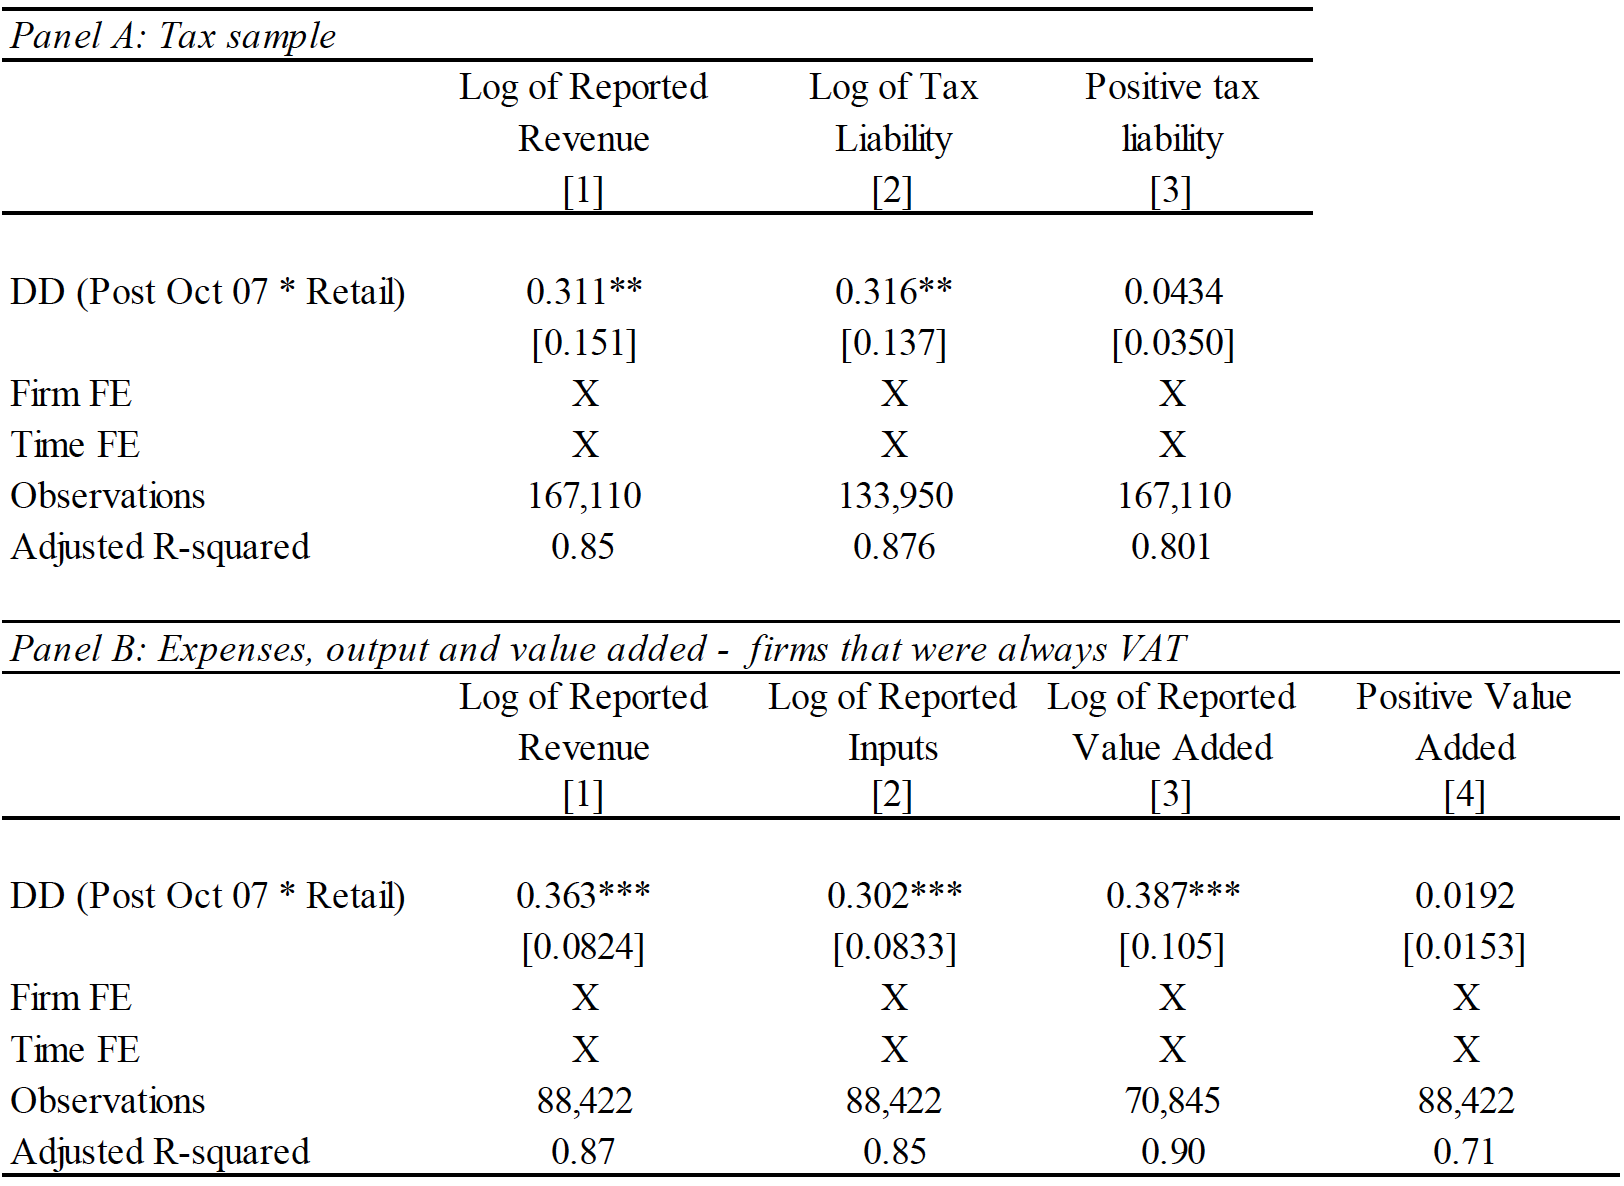 Panel A: Tax sample
Log of Reported Log of Tax Positive tax
Revenue Liability liability
[1] [2] [3]
DD (Post Oct 07 * Retail) 0.311** 0.316** 0.0434
[0.151] [0.137] [0.0350]
Firm FE X X X
Time FE X X X
Observations 167,110 133,950 167,110
Adjusted R-squared 0.85 0.876 0.801
Panel B: Expenses, output and value added - firms that were always VAT
Log of Reported Log of Reported Log of Reported Positive Value
Revenue Inputs Value Added Added
[1] [2] [3] [4]
DD (Post Oct 07 * Retail) 0.363*** 0.302*** 0.387*** 0.0192
[0.0824] [0.0833] [0.105] [0.0153]
Firm FE X X X X
Time FE X X X X
Observations 88,422 88,422 70,845 88,422
Adjusted R-squared 0.87 0.85 0.90 0.71